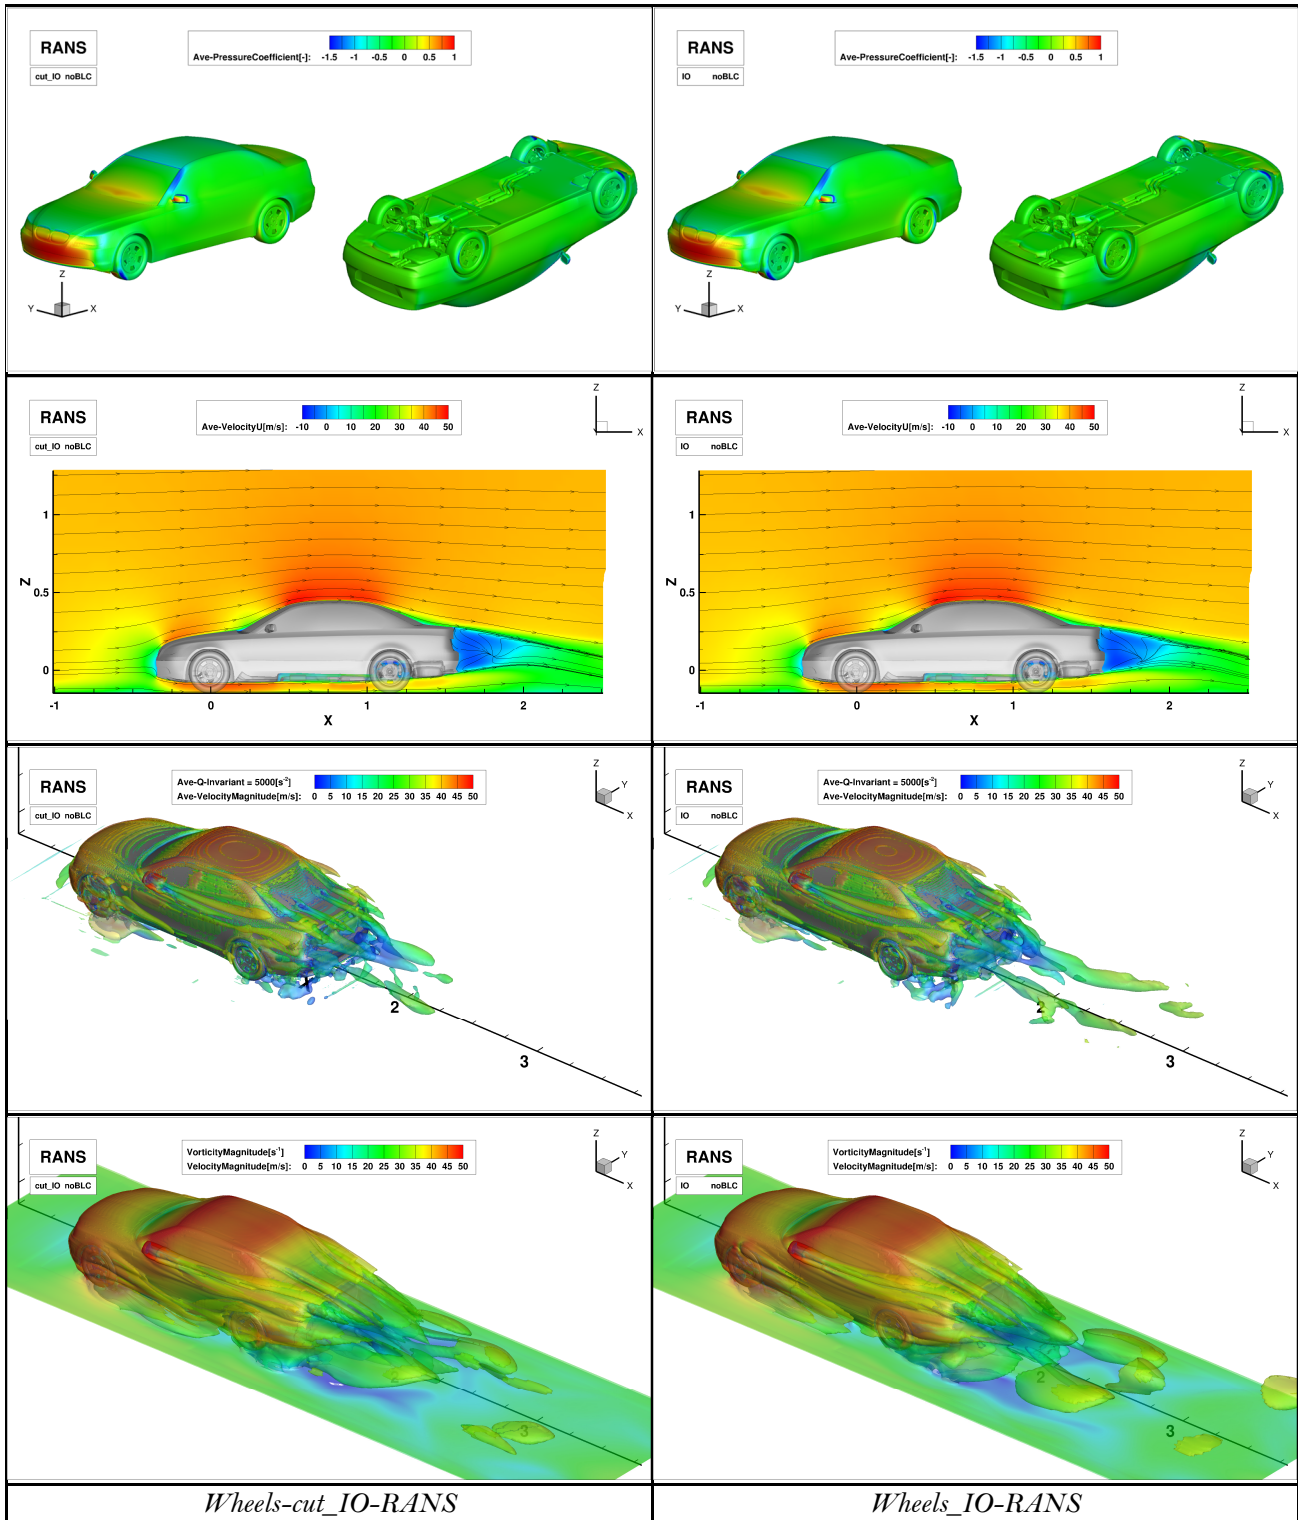 RANS
cut_IO noBLC
Ave-PressureCoefficient[-]: -1.5 -1 -0.5 0 0.5 1
Z
Y X
RANS
IO noBLC
Ave-PressureCoefficient[-]: -1.5 -1 -0.5 0 0.5 1
Z
Y X
RANS
cut_IO noBLC
Ave-VelocityU[m/s]: -10 0 10 20 30 40 50
Z
X
1
Z
0.5
0
-1 0 1 2
X
RANS
IO noBLC
Ave-VelocityU[m/s]: -10 0 10 20 30 40 50
Z
X
1
Z
0.5
0
-1 0 1 2
X
RANS
cut_IO noBLC
Ave-Q-Invariant = 5000[s⁻²]
Ave-VelocityMagnitude[m/s]: 0 5 10 15 20 25 30 35 40 45 50
Z
Y
X
2
3
RANS
IO noBLC
Ave-Q-Invariant = 5000[s⁻²]
Ave-VelocityMagnitude[m/s]: 0 5 10 15 20 25 30 35 40 45 50
Z
Y
X
2
3
RANS
cut_IO noBLC
VorticityMagnitude[s⁻¹]
VelocityMagnitude[m/s]: 0 5 10 15 20 25 30 35 40 45 50
Z
Y
X
2
3
RANS
IO noBLC
VorticityMagnitude[s⁻¹]
VelocityMagnitude[m/s]: 0 5 10 15 20 25 30 35 40 45 50
Z
Y
X
2
3
Wheels-cut_IO-RANS
Wheels_IO-RANS